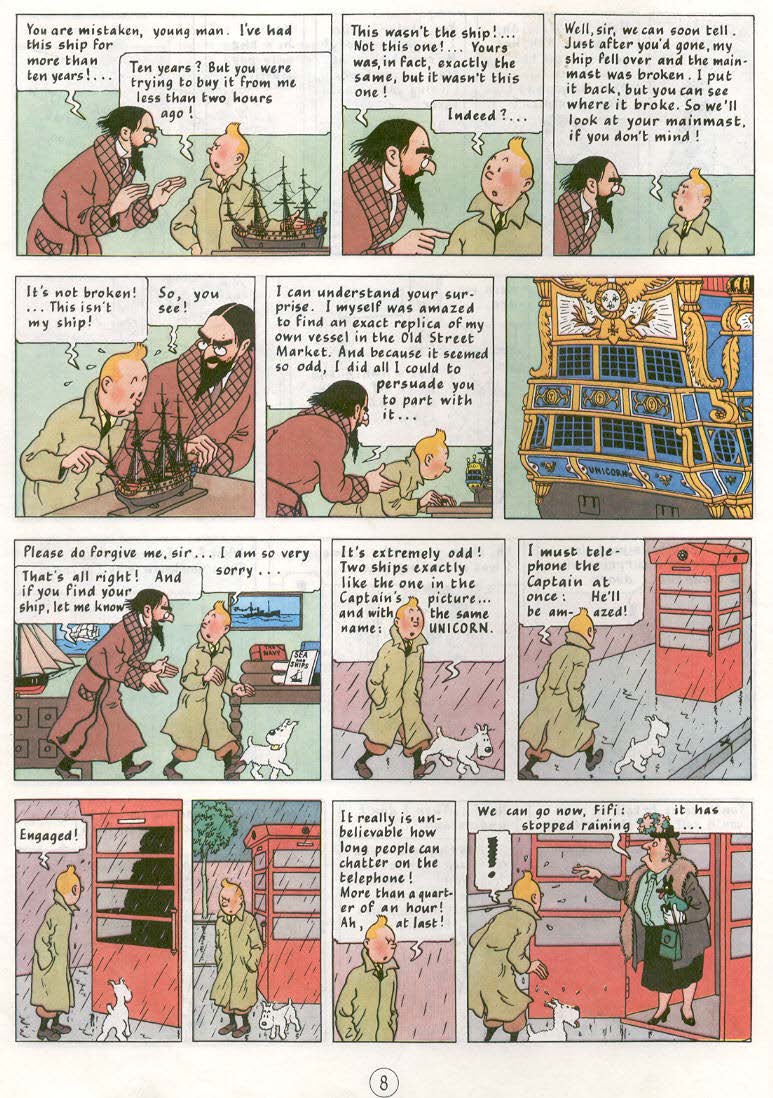 You are mistaken, young man. I've had
this ship for
more than
ten years!...
Ten years? But you were
trying to buy it from me
less than two hours
ago!
This wasn't the ship!...
Not this one!... Yours
was, in fact, exactly the
same, but it wasn't this
one!
Indeed?...
Well, sir, we can soon tell.
Just after you'd gone, my
ship fell over and the main-
mast was broken. I put
it back, but you can see
where it broke. So we'll
look at your mainmast,
if you don't mind!
It's not broken!
... This isn't
my ship!
So, you
see!
I can understand your sur-
prise. I myself was amazed
to find an exact replica of my
own vessel in the Old Street
Market. And because it seemed
so odd, I did all I could to
persuade you
to part with
it...
UNICORN
Please do forgive me, sir... I am so very
sorry...
That's all right! And
if you find your
ship, let me know
THE
NAVY
SEA
AND
SHIPS
It's extremely odd!
Two ships exactly
like the one in the
Captain's picture...
and with the same
name: UNICORN.
I must tele-
phone the
Captain at
once: He'll
be am- azed!
Engaged!
It really is un-
believable how
long people can
chatter on the
telephone!
More than a quart-
er of an hour!
Ah, at last!
!
We can go now, Fifi: it has
stopped raining ...
8